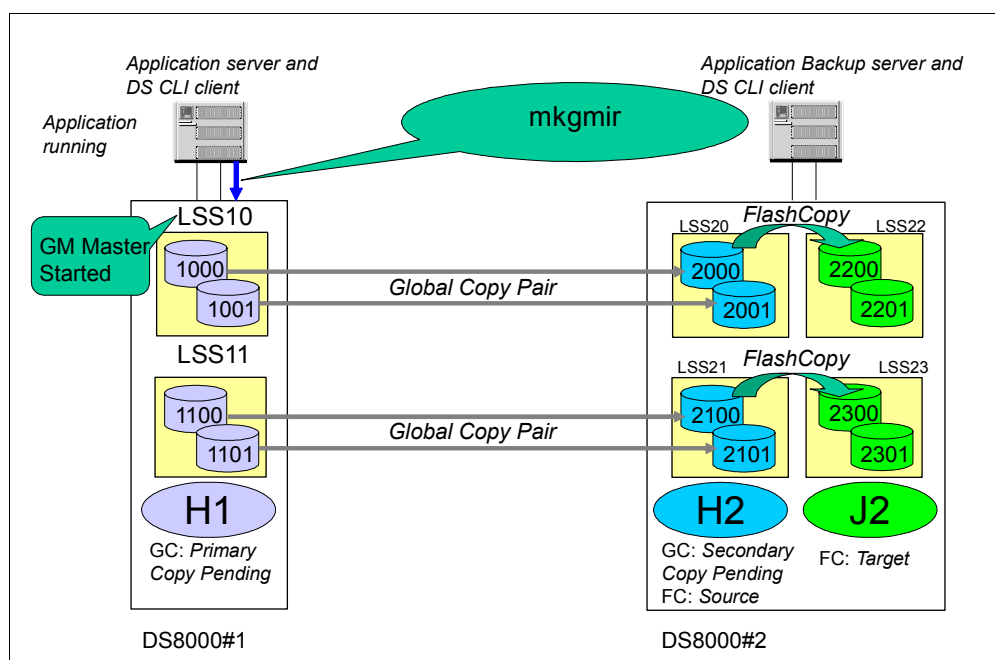 Application server and
DS CLI client
Application
running
mkgmir
Application Backup server and
DS CLI client
GM Master
Started
LSS10
1000
1001
Global Copy Pair
LSS20
FlashCopy
LSS22
2000
2001
2200
2201
LSS11
1100
1101
Global Copy Pair
LSS21
FlashCopy
LSS23
2100
2101
2300
2301
H1
GC: Primary
Copy Pending
H2
GC: Secondary
Copy Pending
FC: Source
J2
FC: Target
DS8000#1
DS8000#2